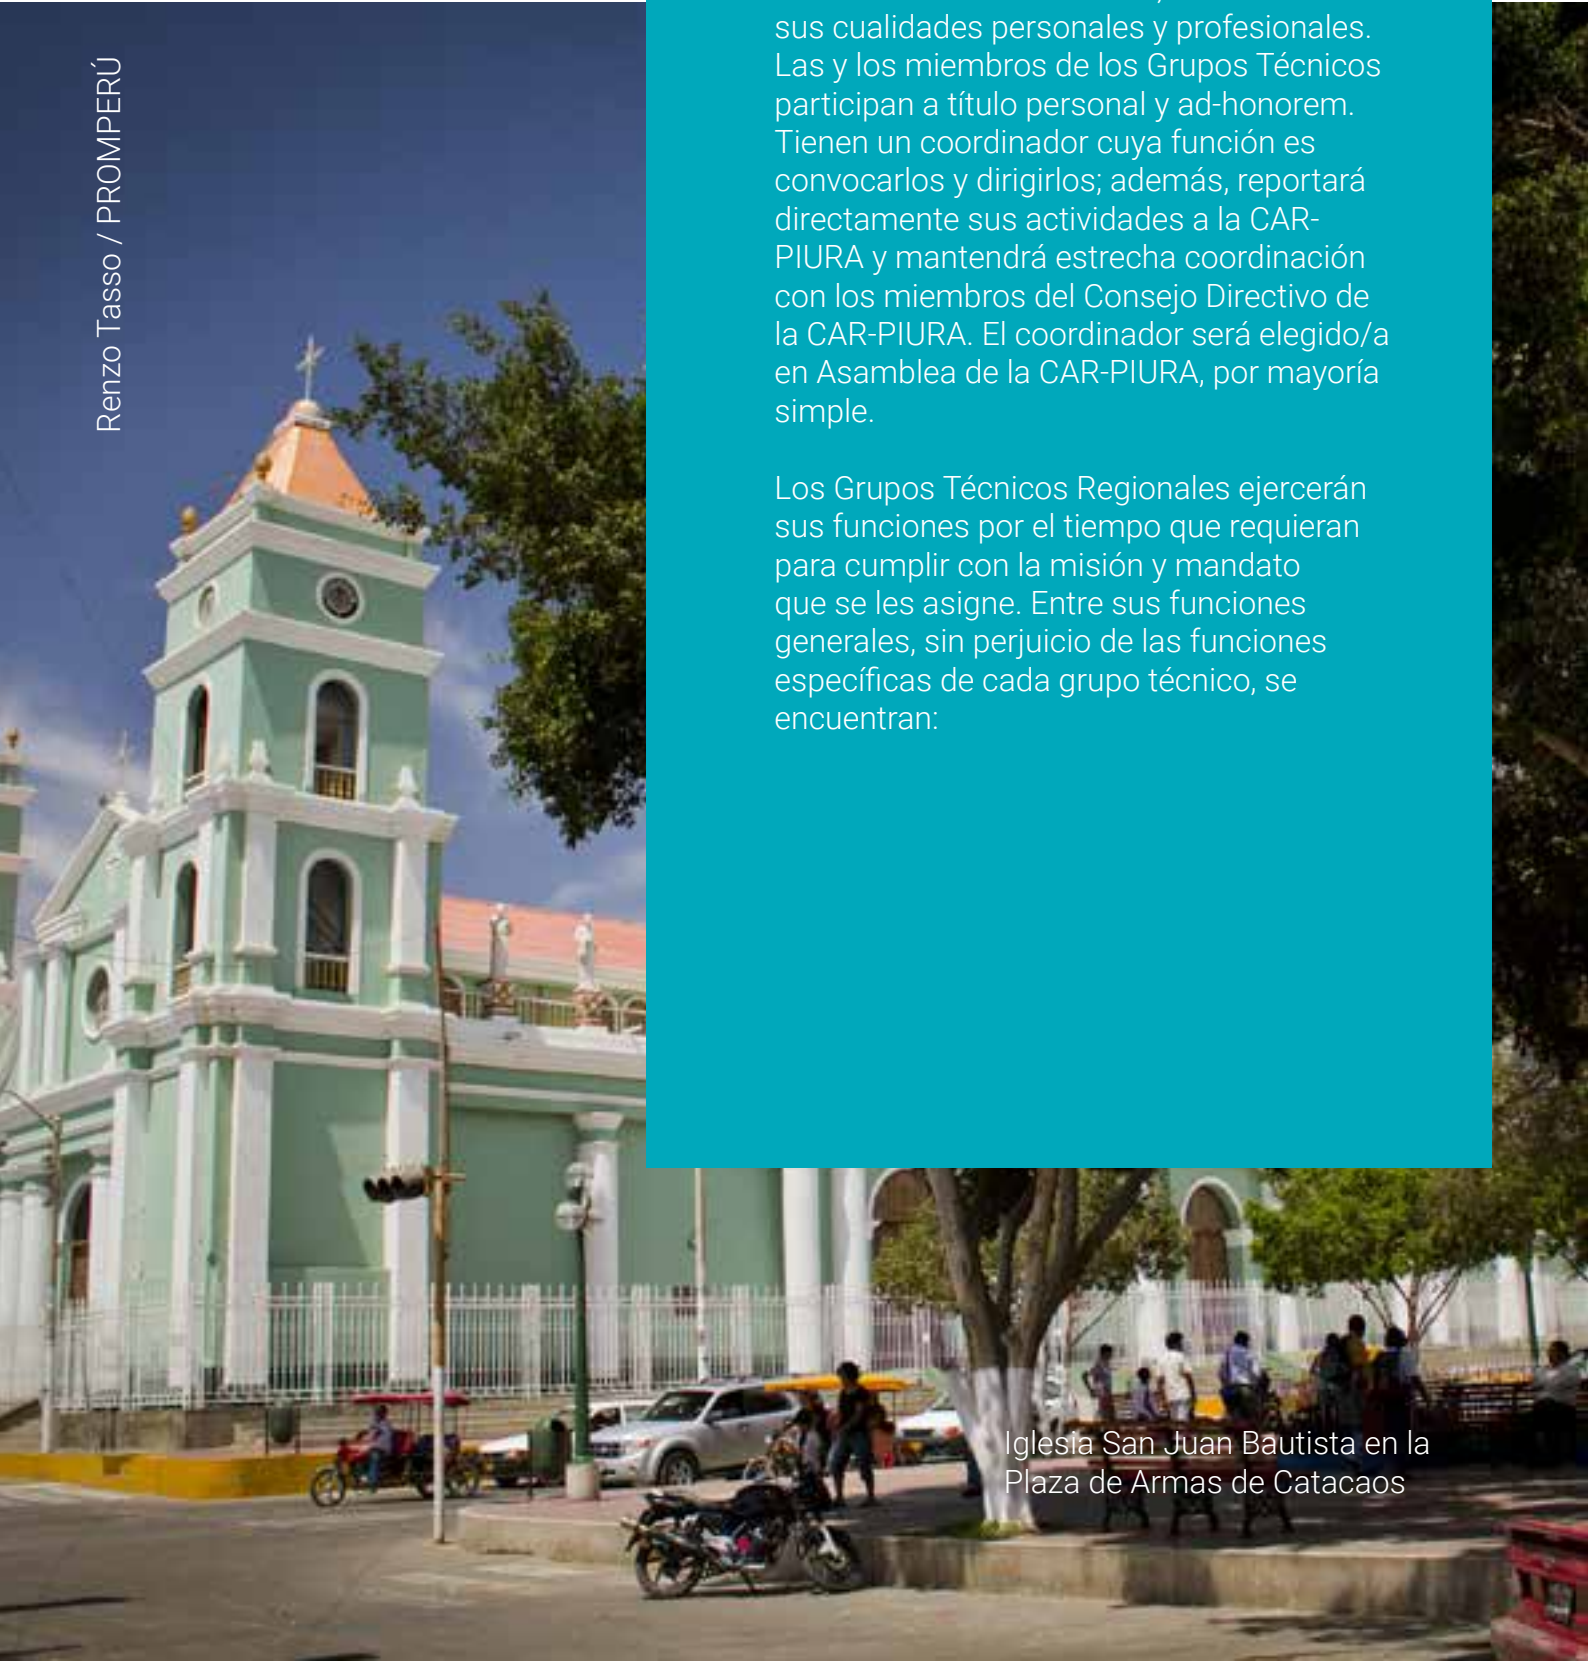 Renzo Tasso / PROMPERÚ
sus cualidades personales y profesionales.
Las y los miembros de los Grupos Técnicos
participan a título personal y ad-honorem.
Tienen un coordinador cuya función es
convocarlos y dirigirlos; además, reportará
directamente sus actividades a la CAR-
PIURA y mantendrá estrecha coordinación
con los miembros del Consejo Directivo de
la CAR-PIURA. El coordinador será elegido/a
en Asamblea de la CAR-PIURA, por mayoría
simple.
Los Grupos Técnicos Regionales ejercerán
sus funciones por el tiempo que requieran
para cumplir con la misión y mandato
que se les asigne. Entre sus funciones
generales, sin perjuicio de las funciones
específicas de cada grupo técnico, se
encuentran:
Iglesia San Juan Bautista en la
Plaza de Armas de Catacaos